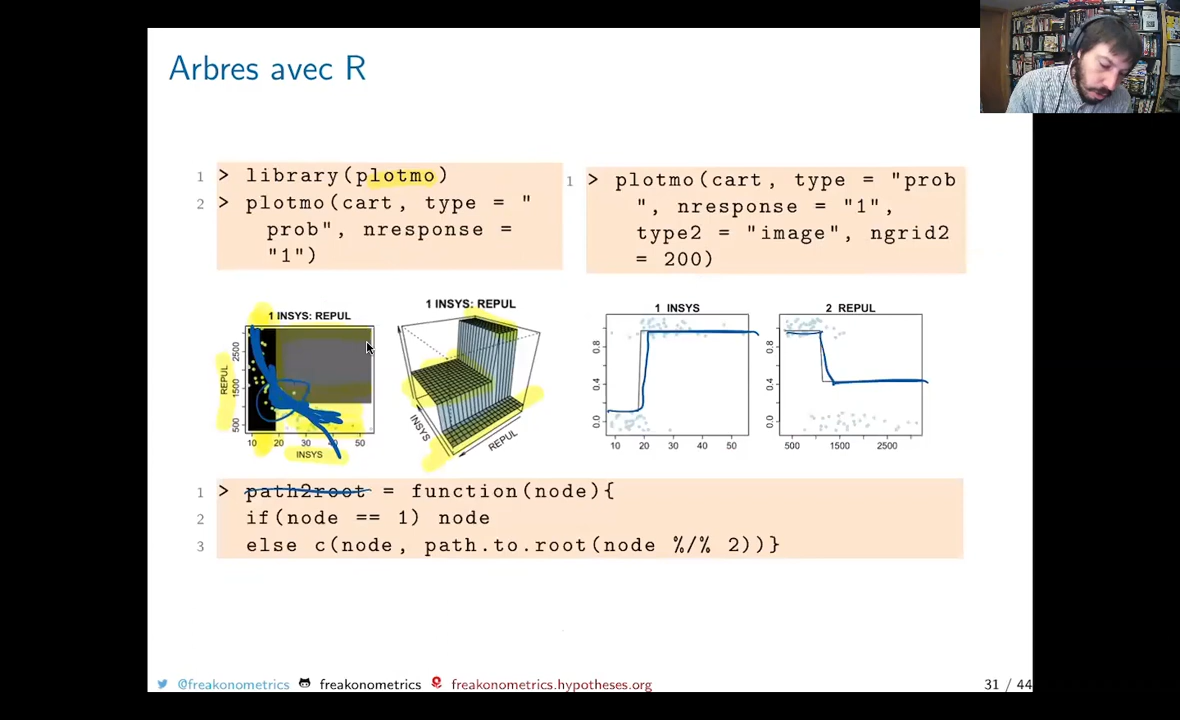 Arbres avec R
1 > library(plotmo)
2 > plotmo(cart, type = "
prob", nresponse =
"1")
1 > plotmo(cart, type = "prob
", nresponse = "1",
type2 = "image", ngrid2
= 200)
1 INSYS: REPUL
REPUL
500 1500 2500
10 20 30 40 50
INSYS
1 INSYS: REPUL
INSYS
REPUL
1 INSYS
0.0 0.4 0.8
10 20 30 40 50
2 REPUL
0.0 0.4 0.8
500 1500 2500
1 > path2root = function(node){
2 if(node == 1) node
3 else c(node, path.to.root(node %/% 2))}
@freakonometrics freakonometrics freakonometrics.hypotheses.org
31 / 44